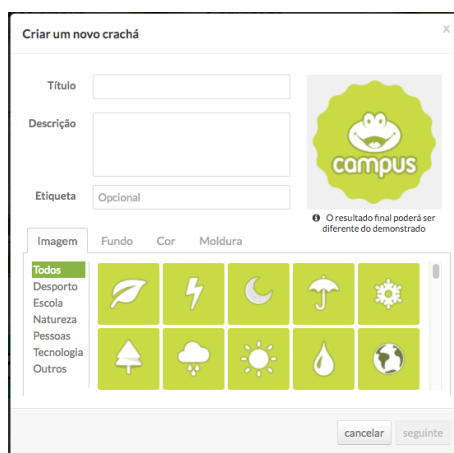 Criar um novo crachá
x
Título
Descrição
Etiqueta
Opcional
campus
O resultado final poderá ser
diferente do demonstrado
Imagem Fundo Cor Moldura
Todos
Desporto
Escola
Natureza
Pessoas
Tecnologia
Outros
cancelar seguinte